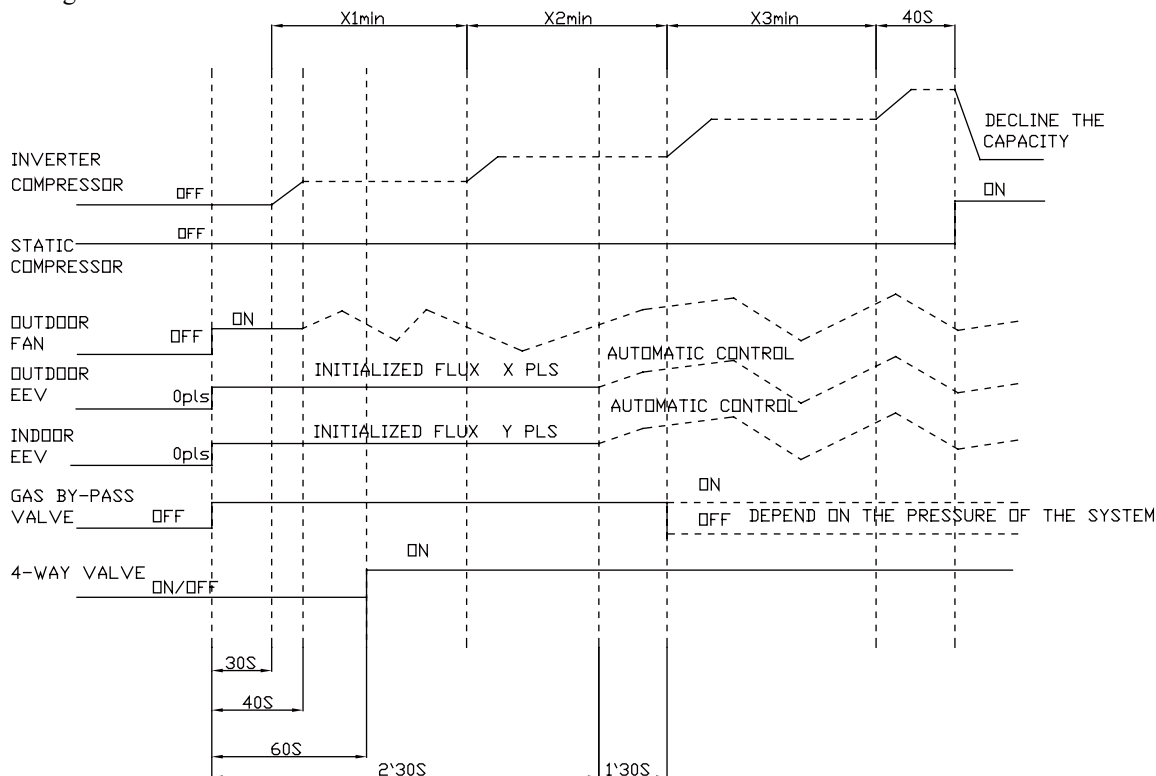 X1min X2min X3min 40S
DECLINE THE
CAPACITY
INVERTER
COMPRESSOR OFF
ON
STATIC OFF
COMPRESSOR
OUTDOOR ON
FAN OFF
AUTOMATIC CONTROL
OUTDOOR INITIALIZED FLUX X PLS
EEV 0pls
AUTOMATIC CONTROL
INDOOR INITIALIZED FLUX Y PLS
EEV 0pls
GAS BY-PASS ON
VALVE OFF OFF DEPEND ON THE PRESSURE OF THE SYSTEM
ON
4-WAY VALVE
ON/OFF
30S
40S
60S
2'30S 1'30S